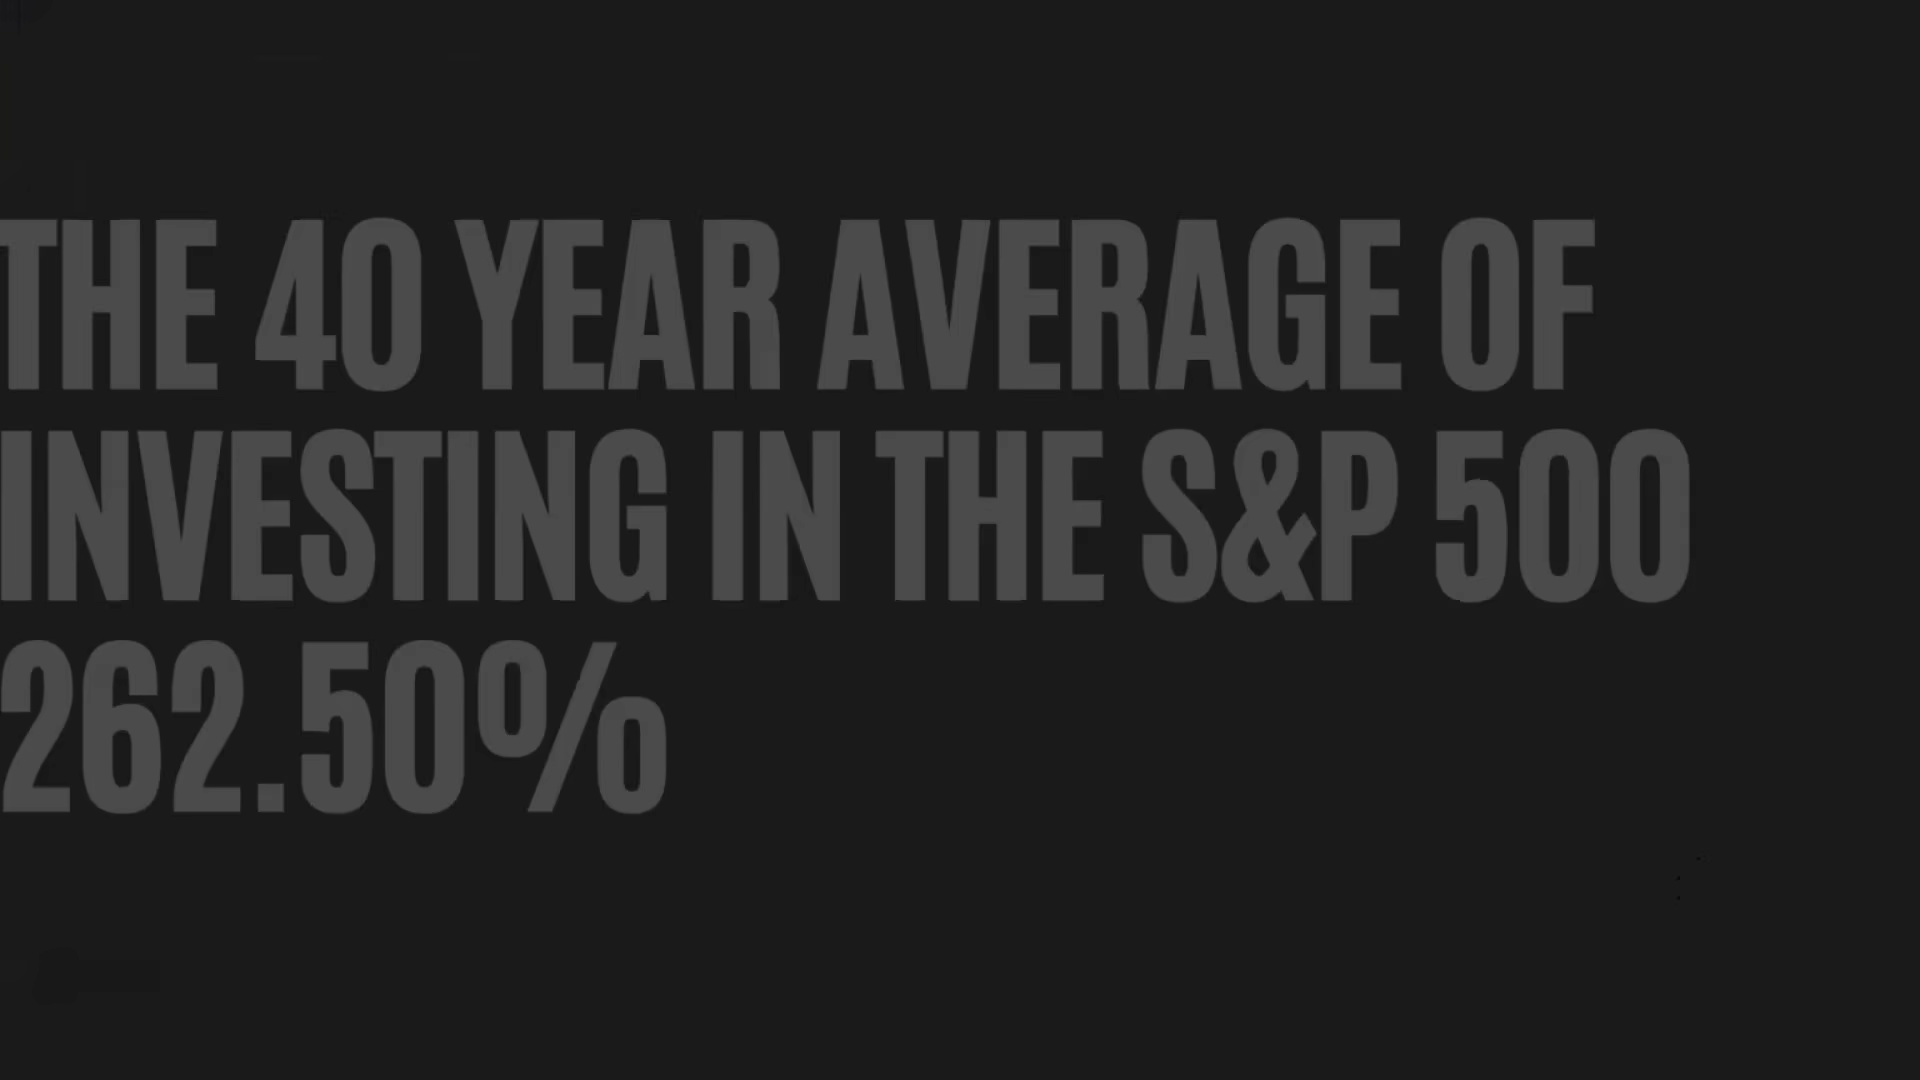 THE 40 YEAR AVERAGE OF
INVESTING IN THE S&P 500
262.50%